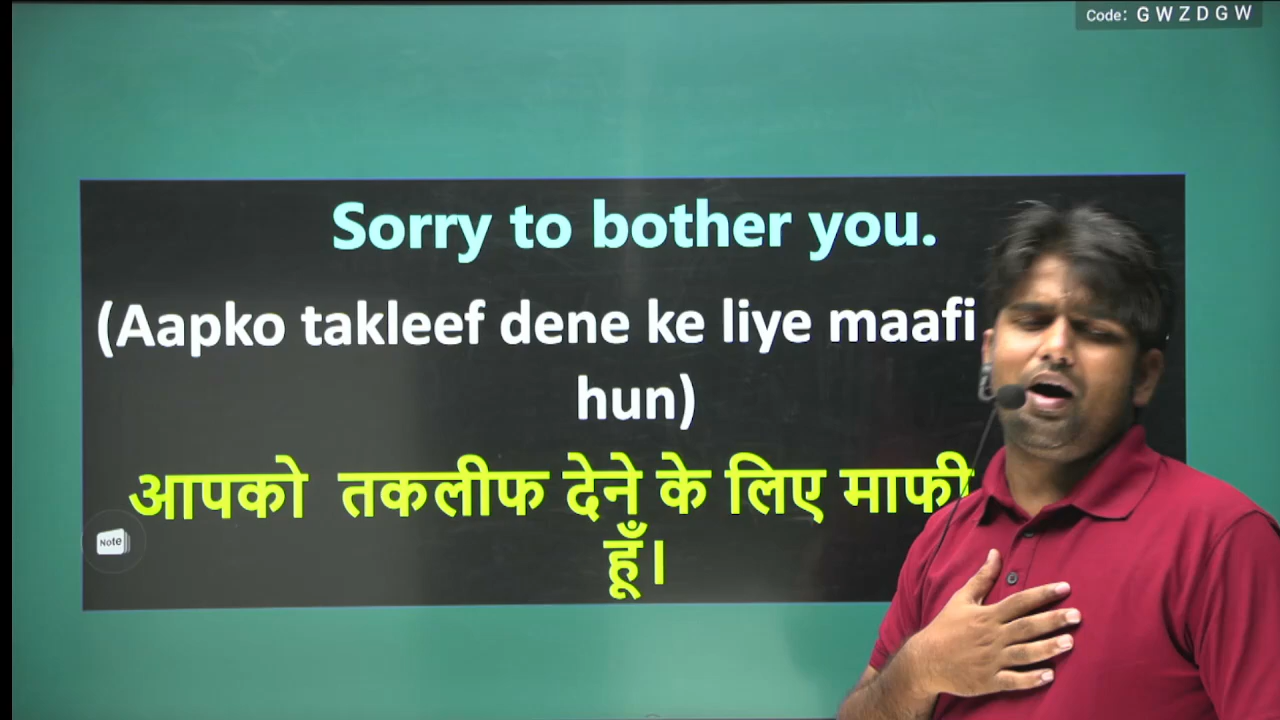 Code: G W Z D G W
Sorry to bother you.
(Aapko takleef dene ke liye maafi
hun)
आपको तकलीफ देने के लिए माफी
हूँ।
Note